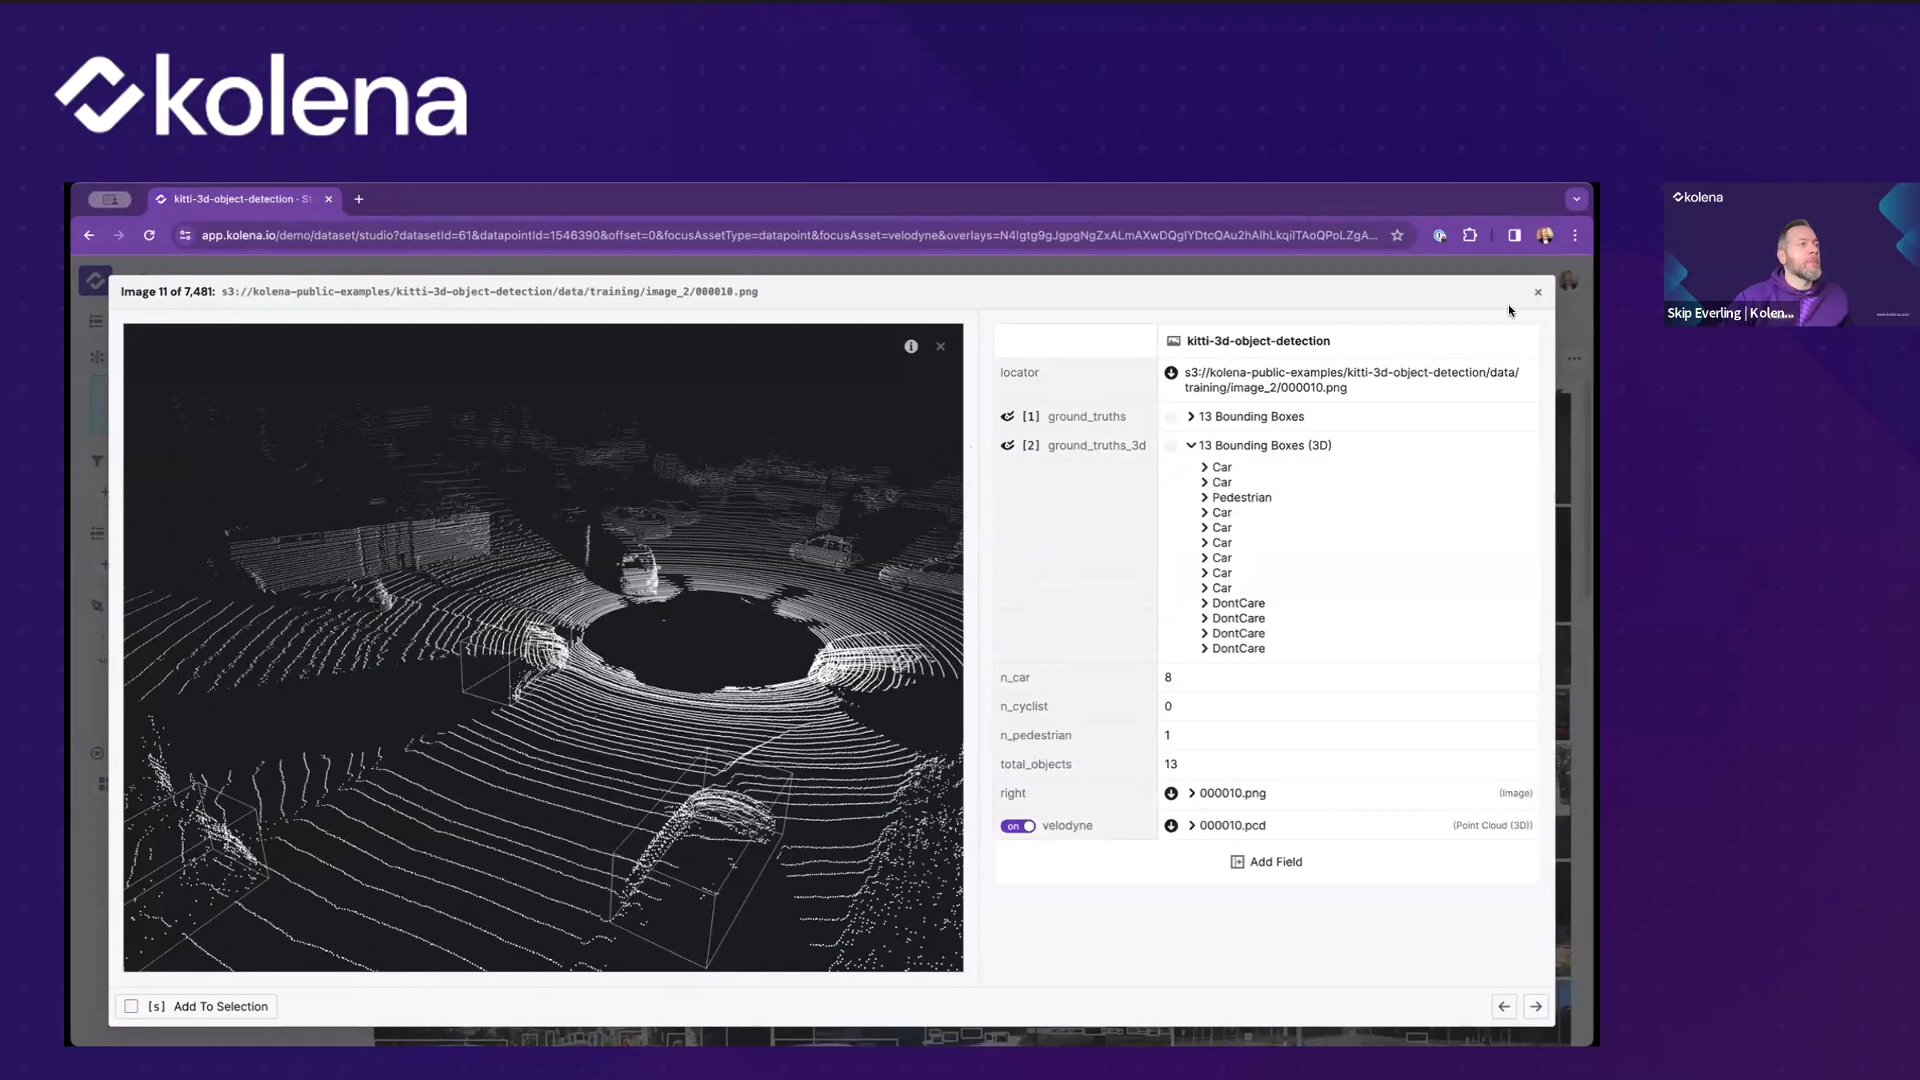 kolena
kitti-3d-object-detection - St
app.kolena.io/demo/dataset/studio?datasetId=61&datapointId=1546390&offset=0&focusAssetType=datapoint&focusAsset=velodyne&overlays=
kolena
Skip Everling | Kolen...
Image 11 of 7,481: s3://kolena-public-examples/kitti-3d-object-detection/data/training/image_2/000010.png
kitti-3d-object-detection
locator
s3://kolena-public-examples/kitti-3d-object-detection/data/
training/image_2/000010.png
[1] ground_truths
13 Bounding Boxes
[2] ground_truths_3d
13 Bounding Boxes (3D)
Car
Car
Pedestrian
Car
Car
Car
Car
Car
Car
DontCare
DontCare
DontCare
DontCare
n_car
8
n_cyclist
0
n_pedestrian
1
total_objects
13
right
000010.png
(Image)
on velodyne
000010.pcd
(Point Cloud (3D))
Add Field
[s] Add To Selection